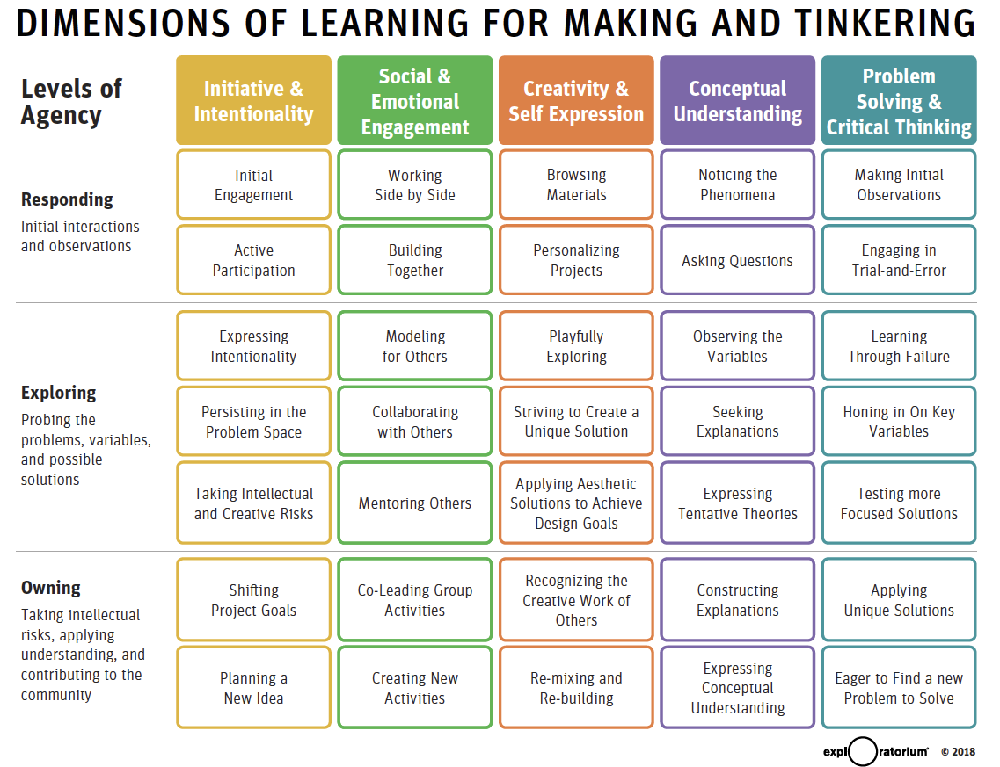 DIMENSIONS OF LEARNING FOR MAKING AND TINKERING
Levels of
Agency
Initiative &
Intentionality
Social &
Emotional
Engagement
Creativity &
Self Expression
Conceptual
Understanding
Problem
Solving &
Critical Thinking
Responding
Initial interactions
and observations
Initial
Engagement
Working
Side by Side
Browsing
Materials
Noticing the
Phenomena
Making Initial
Observations
Active
Participation
Building
Together
Personalizing
Projects
Asking Questions
Engaging in
Trial-and-Error
Exploring
Probing the
problems, variables,
and possible
solutions
Expressing
Intentionality
Modeling
for Others
Playfully
Exploring
Observing the
Variables
Learning
Through Failure
Persisting in the
Problem Space
Collaborating
with Others
Striving to Create a
Unique Solution
Seeking
Explanations
Honing in On Key
Variables
Taking Intellectual
and Creative Risks
Mentoring Others
Applying Aesthetic
Solutions to Achieve
Design Goals
Expressing
Tentative Theories
Testing more
Focused Solutions
Owning
Taking intellectual
risks, applying
understanding, and
contributing to the
community
Shifting
Project Goals
Co-Leading Group
Activities
Recognizing the
Creative Work of
Others
Constructing
Explanations
Applying
Unique Solutions
Planning a
New Idea
Creating New
Activities
Re-mixing and
Re-building
Expressing
Conceptual
Understanding
Eager to Find a new
Problem to Solve
exploratorium® © 2018